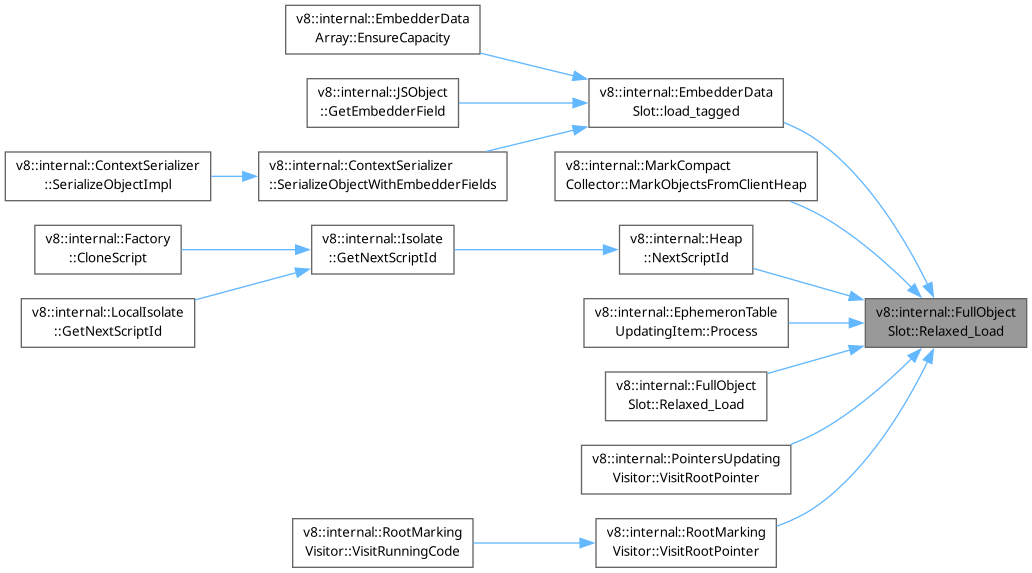 v8::internal::EmbedderData
Array::EnsureCapacity
v8::internal::JSObject
::GetEmbedderField
v8::internal::EmbedderData
Slot::load_tagged
v8::internal::ContextSerializer
::SerializeObjectImpl
v8::internal::ContextSerializer
::SerializeObjectWithEmbedderFields
v8::internal::MarkCompact
Collector::MarkObjectsFromClientHeap
v8::internal::Factory
::CloneScript
v8::internal::Isolate
::GetNextScriptId
v8::internal::Heap
::NextScriptId
v8::internal::LocalIsolate
::GetNextScriptId
v8::internal::EphemeronTable
UpdatingItem::Process
v8::internal::FullObject
Slot::Relaxed_Load
v8::internal::FullObject
Slot::Relaxed_Load
v8::internal::PointersUpdating
Visitor::VisitRootPointer
v8::internal::RootMarking
Visitor::VisitRunningCode
v8::internal::RootMarking
Visitor::VisitRootPointer